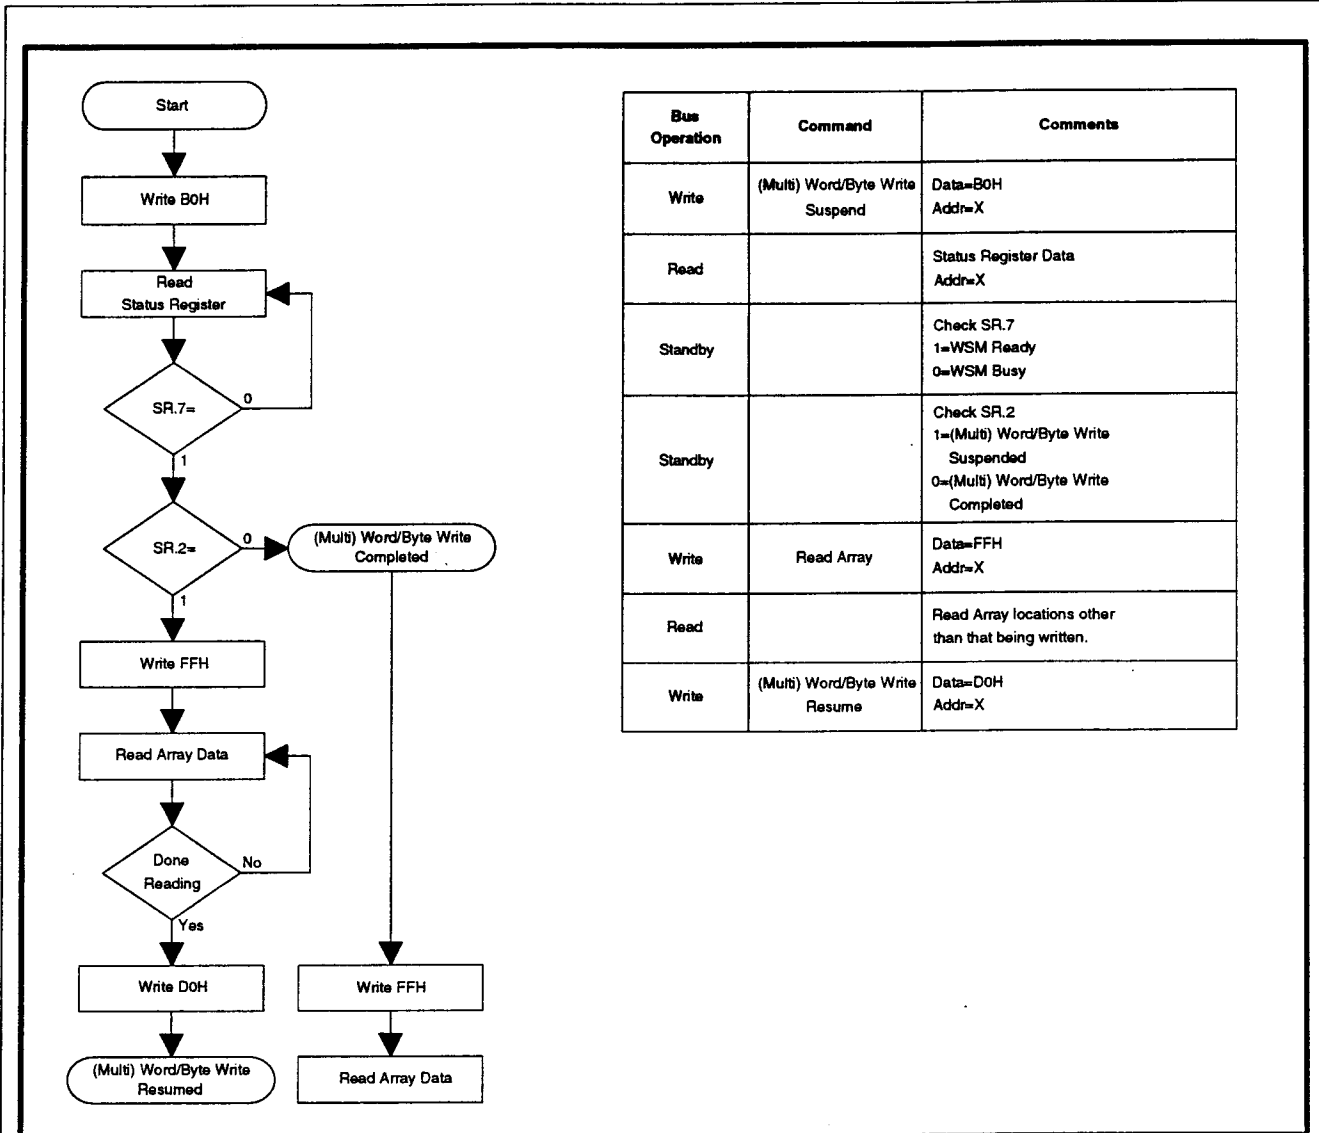 Start
Write B0H
Read
Status Register
SR.7=
0
1
SR.2=
0
1
(Multi) Word/Byte Write
Completed
Write FFH
Read Array Data
Done
Reading
No
Yes
Write D0H
(Multi) Word/Byte Write
Resumed
Write FFH
Read Array Data
Bus
Operation
Command
Comments
Write
(Multi) Word/Byte Write
Suspend
Data=B0H
Addr=X
Read
Status Register Data
Addr=X
Standby
Check SR.7
1=WSM Ready
0=WSM Busy
Standby
Check SR.2
1=(Multi) Word/Byte Write
Suspended
0=(Multi) Word/Byte Write
Completed
Write
Read Array
Data=FFH
Addr=X
Read
Read Array locations other
than that being written.
Write
(Multi) Word/Byte Write
Resume
Data=D0H
Addr=X